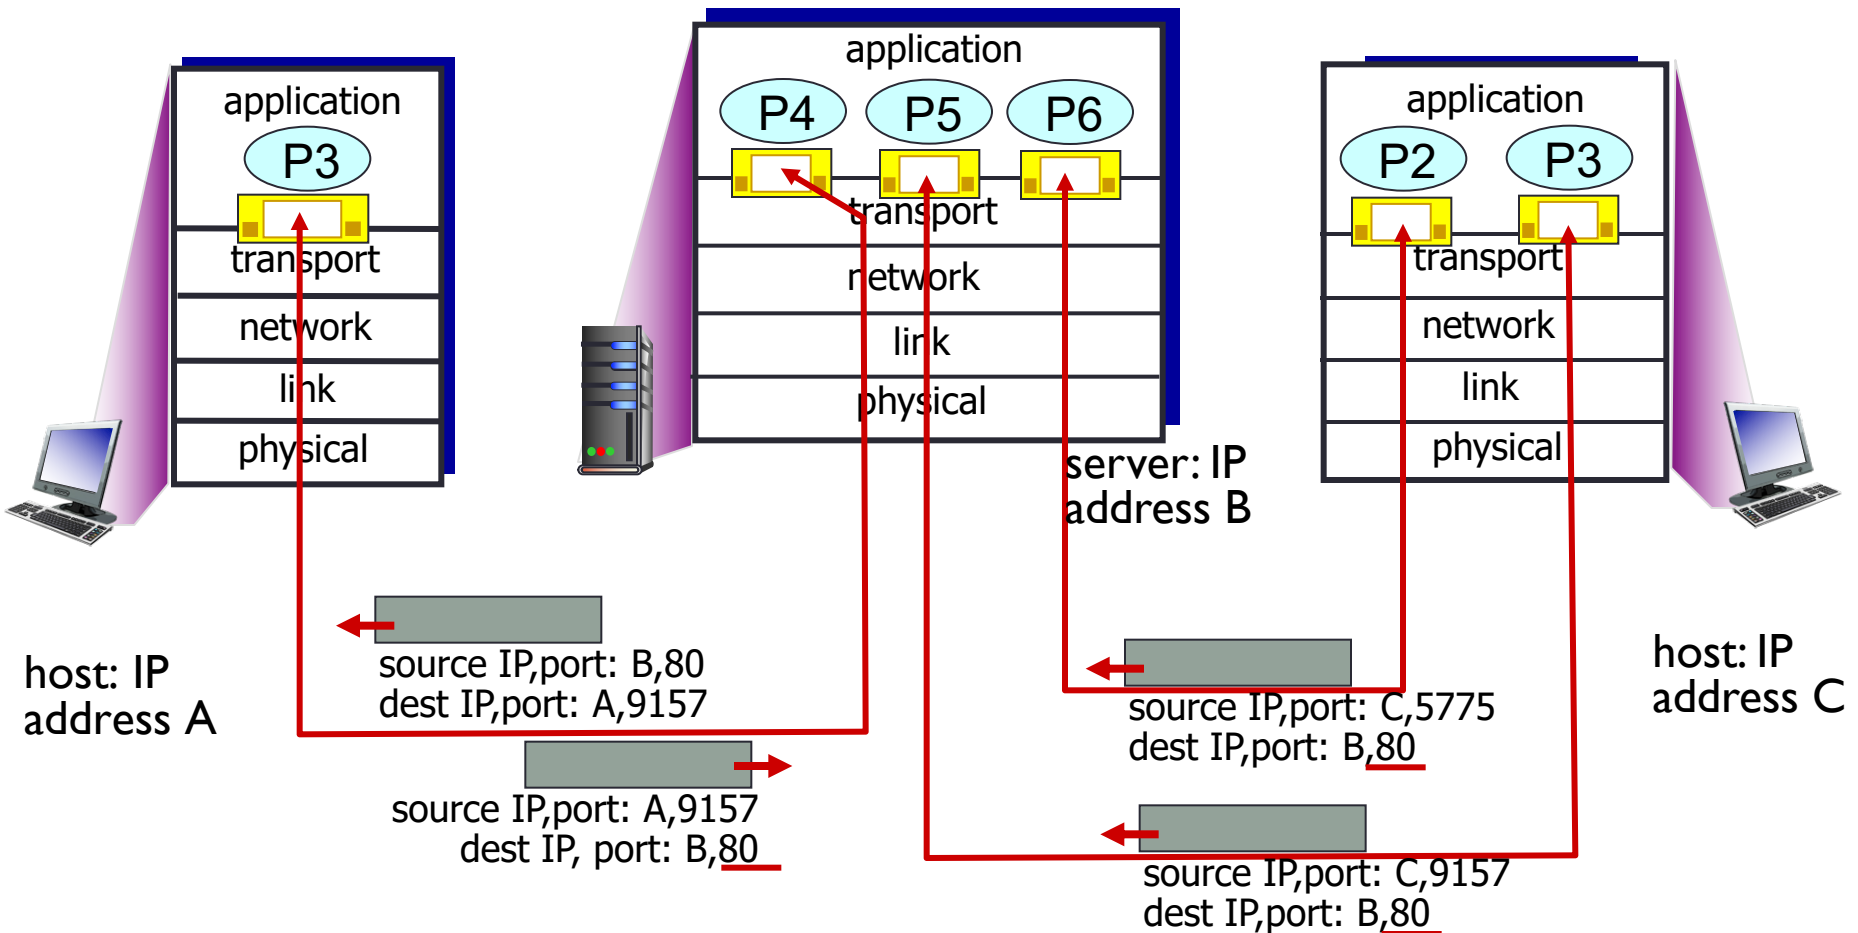 application
P3
transport
network
link
physical
host: IP
address A
application
P4 P5 P6
transport
network
link
physical
server: IP
address B
application
P2 P3
transport
network
link
physical
host: IP
address C
source IP,port: B,80
dest IP,port: A,9157
source IP,port: A,9157
dest IP, port: B,80
source IP,port: C,5775
dest IP,port: B,80
source IP,port: C,9157
dest IP,port: B,80